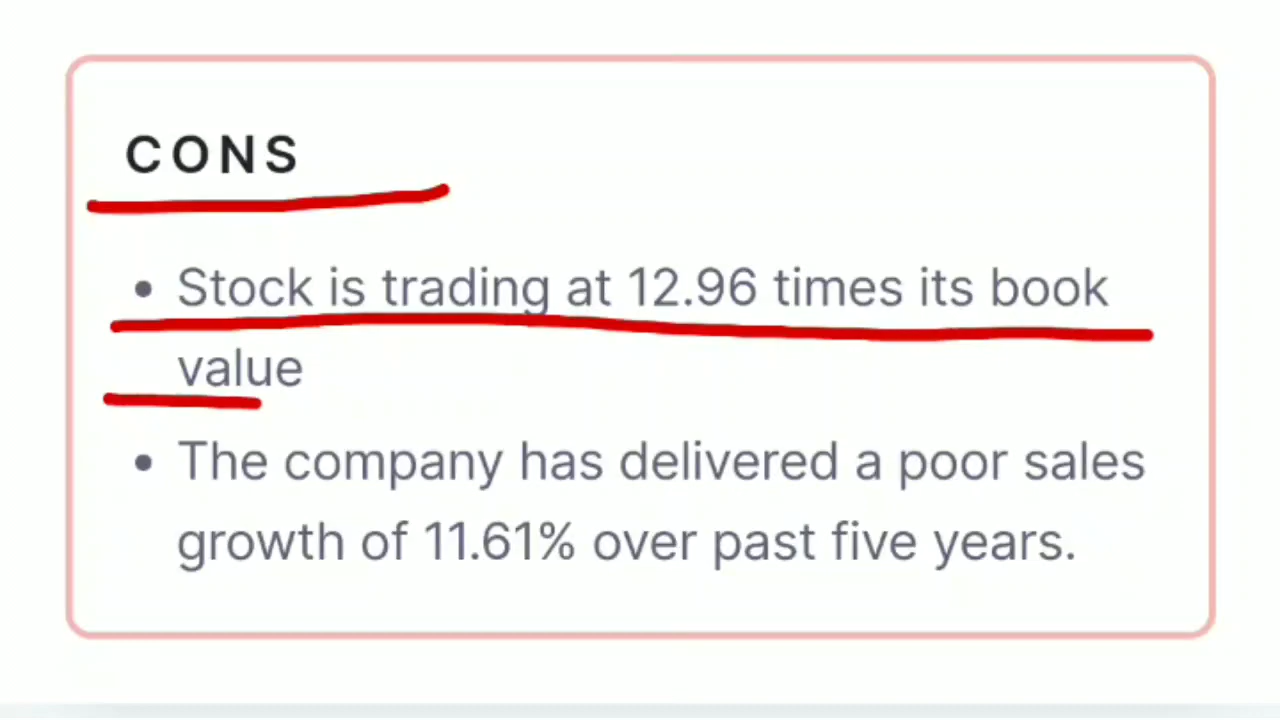 CONS
• Stock is trading at 12.96 times its book
value
• The company has delivered a poor sales
growth of 11.61% over past five years.